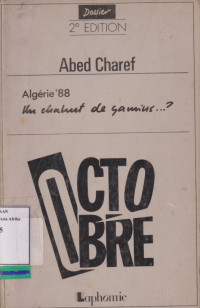 Dossier
2e EDITION
Abed Charef
Algérie '88
Un chahut de gamins...?
OCTO
BRE
Laphomic